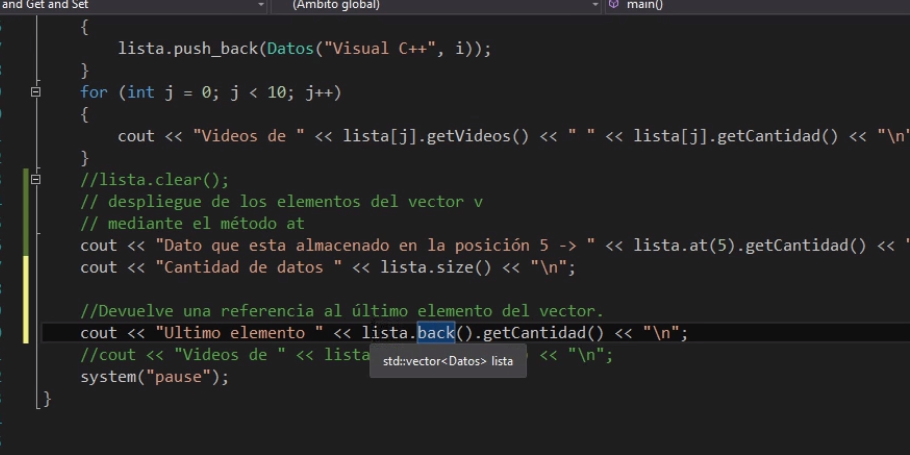 and Get and Set (Ámbito global) main()
{
lista.push_back(Datos("Visual C++", i));
}
for (int j = 0; j < 10; j++)
{
cout << "Videos de " << lista[j].getVideos() << " " << lista[j].getCantidad() << "\n"
}
//lista.clear();
// despliegue de los elementos del vector v
// mediante el método at
cout << "Dato que esta almacenado en la posición 5 -> " << lista.at(5).getCantidad() << "
cout << "Cantidad de datos " << lista.size() << "\n";
//Devuelve una referencia al último elemento del vector.
cout << "Ultimo elemento " << lista.back().getCantidad() << "\n";
//cout << "Videos de " << lista << "\n";
std::vector<Datos> lista
system("pause");
}